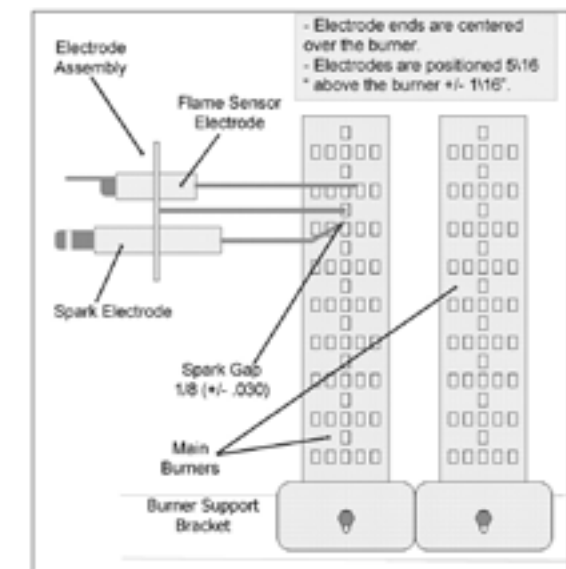 - Electrode ends are centered
over the burner.
- Electrodes are positioned 5\16
" above the burner +/- 1\16".
Electrode
Assembly
Flame Sensor
Electrode
Spark Electrode
Spark Gap
1/8 (+/- .030)
Main
Burners
Burner Support
Bracket